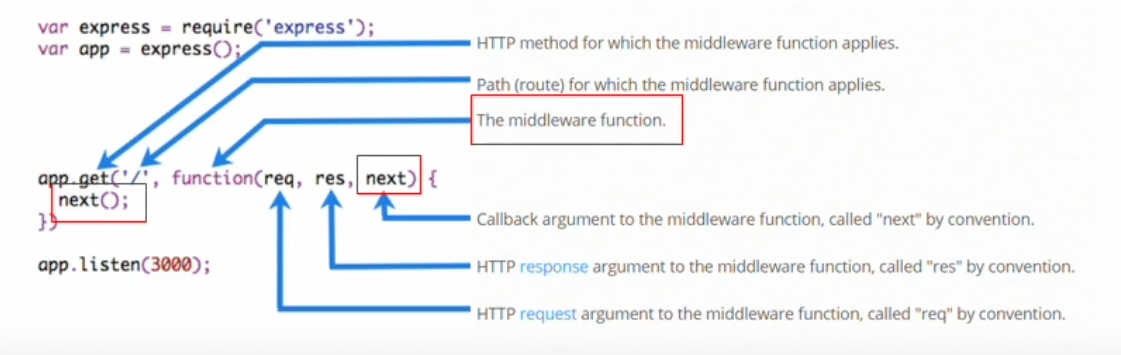 var express = require('express');
var app = express();
HTTP method for which the middleware function applies.
Path (route) for which the middleware function applies.
The middleware function.
app.get('/', function(req, res, next) {
next();
})
Callback argument to the middleware function, called "next" by convention.
app.listen(3000);
HTTP response argument to the middleware function, called "res" by convention.
HTTP request argument to the middleware function, called "req" by convention.